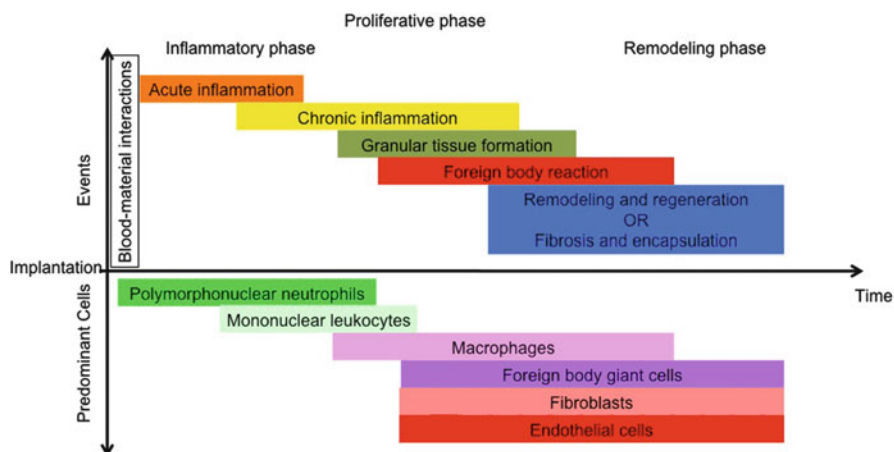 Proliferative phase
Inflammatory phase
Remodeling phase
Blood-material interactions
Events
Acute inflammation
Chronic inflammation
Granular tissue formation
Foreign body reaction
Remodeling and regeneration
OR
Fibrosis and encapsulation
Implantation
Time
Predominant Cells
Polymorphonuclear neutrophils
Mononuclear leukocytes
Macrophages
Foreign body giant cells
Fibroblasts
Endothelial cells